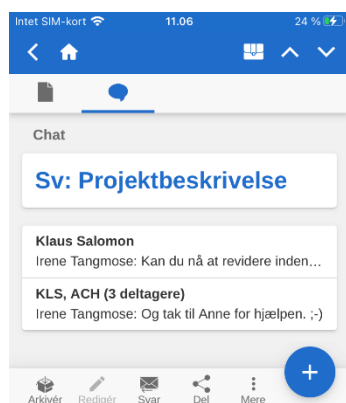 Intet SIM-kort 11.06 24 %
Chat
Sv: Projektbeskrivelse
Klaus Salomon
Irene Tangmose: Kan du nå at revidere inden...
KLS, ACH (3 deltagere)
Irene Tangmose: Og tak til Anne for hjælpen. ;-)
Arkivér Redigér Svar Del Mere